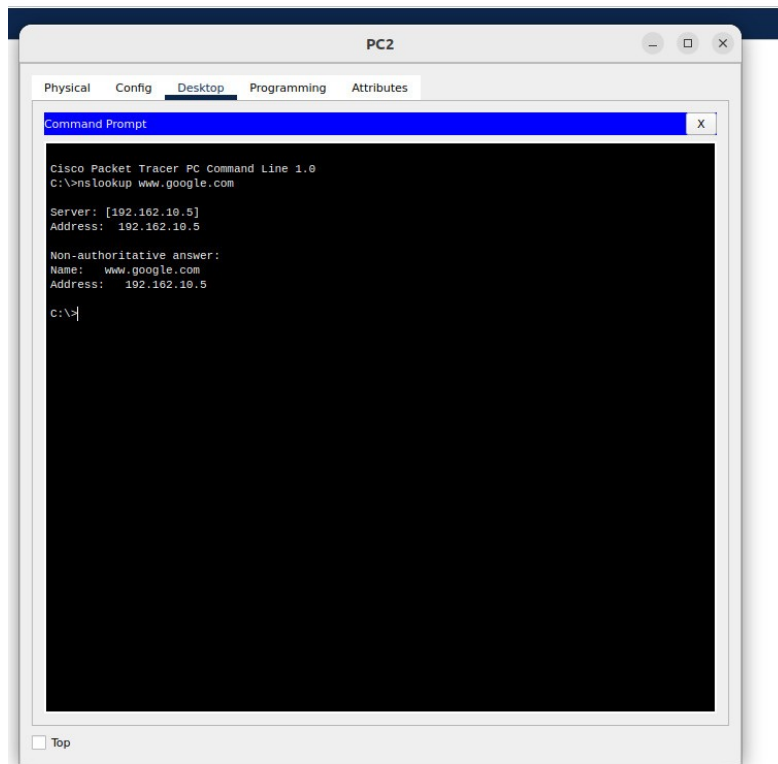 PC2
Physical Config Desktop Programming Attributes
Command Prompt X
Cisco Packet Tracer PC Command Line 1.0
C:\>nslookup www.google.com
Server: [192.162.10.5]
Address:  192.162.10.5
Non-authoritative answer:
Name:   www.google.com
Address:   192.162.10.5
C:\>
Top